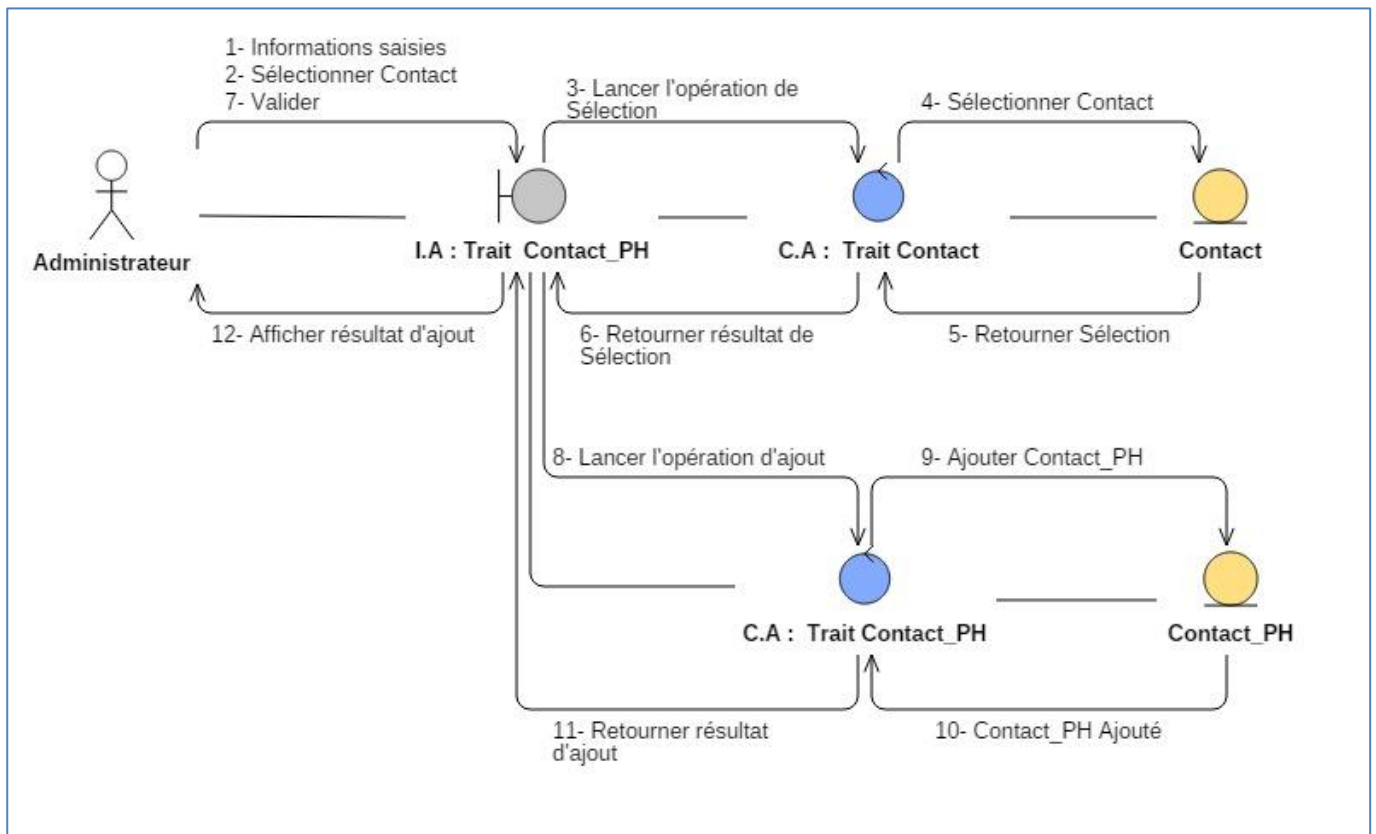 1- Informations saisies
2- Sélectionner Contact
7- Valider
3- Lancer l'opération de
Sélection
4- Sélectionner Contact
Administrateur
I.A : Trait Contact_PH
C.A : Trait Contact
Contact
12- Afficher résultat d'ajout
6- Retourner résultat de
Sélection
5- Retourner Sélection
8- Lancer l'opération d'ajout
9- Ajouter Contact_PH
C.A : Trait Contact_PH
Contact_PH
11- Retourner résultat
d'ajout
10- Contact_PH Ajouté